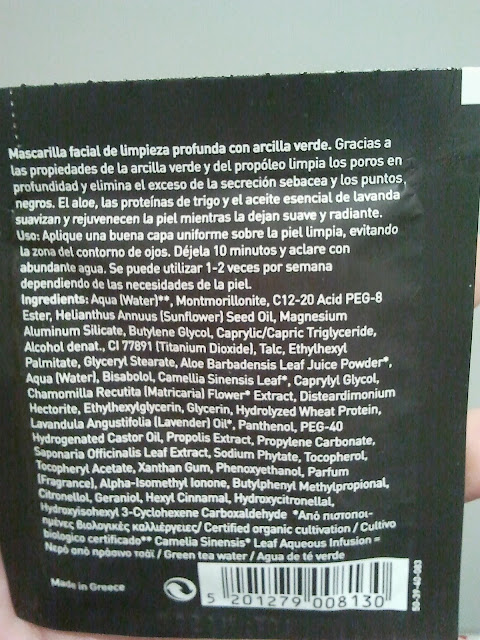 Mascarilla facial de limpieza profunda con arcilla verde. Gracias a
las propiedades de la arcilla verde y del propóleo limpia los poros en
profundidad y elimina el exceso de la secreción sebacea y los puntos
negros. El aloe, las proteínas de trigo y el aceite esencial de lavanda
suavizan y rejuvenecen la piel mientras la dejan suave y radiante.
Uso: Aplique una buena capa uniforme sobre la piel limpia, evitando
la zona del contorno de ojos. Déjela 10 minutos y aclare con
abundante agua. Se puede utilizar 1-2 veces por semana
dependiendo de las necesidades de la piel.
Ingredients: Aqua (Water)**, Montmorillonite, C12-20 Acid PEG-8
Ester, Helianthus Annuus (Sunflower) Seed Oil, Magnesium
Aluminum Silicate, Butylene Glycol, Caprylic/Capric Triglyceride,
Alcohol denat., CI 77891 (Titanium Dioxide), Talc, Ethylhexyl
Palmitate, Glyceryl Stearate, Aloe Barbadensis Leaf Juice Powder*,
Aqua (Water), Bisabolol, Camellia Sinensis Leaf*, Caprylyl Glycol,
Chamomilla Recutita (Matricaria) Flower* Extract, Disteardimonium
Hectorite, Ethylhexylglycerin, Glycerin, Hydrolyzed Wheat Protein,
Lavandula Angustifolia (Lavender) Oil*, Panthenol, PEG-40
Hydrogenated Castor Oil, Propolis Extract, Propylene Carbonate,
Saponaria Officinalis Leaf Extract, Sodium Phytate, Tocopherol,
Tocopheryl Acetate, Xanthan Gum, Phenoxyethanol, Parfum
(Fragrance), Alpha-Isomethyl Ionone, Butylphenyl Methylpropional,
Citronellol, Geraniol, Hexyl Cinnamal, Hydroxycitronellal,
Hydroxyisohexyl 3-Cyclohexene Carboxaldehyde *Από πιστοποι-
ημένες βιολογικές καλλιέργειες/ Certified organic cultivation / Cultivo
biologico certificado** Camelia Sinensis* Leaf Aqueous Infusion =
Νερό από πράσινο τσάϊ / Green tea water / Agua de té verde
Made in Greece
5 201279 008130
50-39-40-083